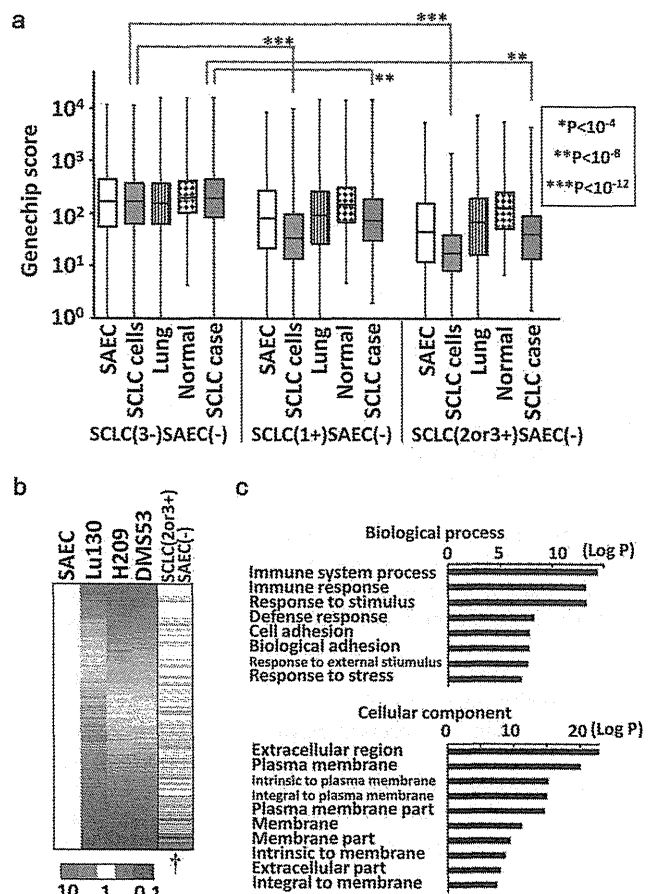 a
***
***
**
**
Genechip score
10⁴
10³
10²
10¹
10⁰
*P<10⁻⁴
**P<10⁻⁸
***P<10⁻¹²
SAEC
SCLC cells
Lung
Normal
SCLC case
SAEC
SCLC cells
Lung
Normal
SCLC case
SAEC
SCLC cells
Lung
Normal
SCLC case
SCLC(3-)SAEC(-)
SCLC(1+)SAEC(-)
SCLC(2or3+)SAEC(-)
b
SAEC
Lu130
H209
DMS53
SCLC(2or3+)
SAEC(-)
10 1 0.1
†
c
Biological process
0 5 10 (Log P)
Immune system process
Immune response
Response to stimulus
Defense response
Cell adhesion
Biological adhesion
Response to external stiumulus
Response to stress
Cellular component
0 10 20 (Log P)
Extracellular region
Plasma membrane
Intrinsic to plasma membrane
Integral to plasma membrane
Plasma membrane part
Membrane
Membrane part
Intrinsic to membrane
Extracellular part
Integral to membrane